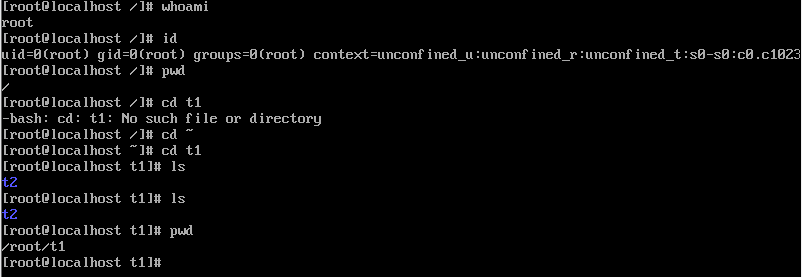 [root@localhost /]# whoami
root
[root@localhost /]# id
uid=0(root) gid=0(root) groups=0(root) context=unconfined_u:unconfined_r:unconfined_t:s0-s0:c0.c1023
[root@localhost /]# pwd
/
[root@localhost /]# cd t1
-bash: cd: t1: No such file or directory
[root@localhost /]# cd ~
[root@localhost ~]# cd t1
[root@localhost t1]# ls
t2
[root@localhost t1]# ls
t2
[root@localhost t1]# pwd
/root/t1
[root@localhost t1]#